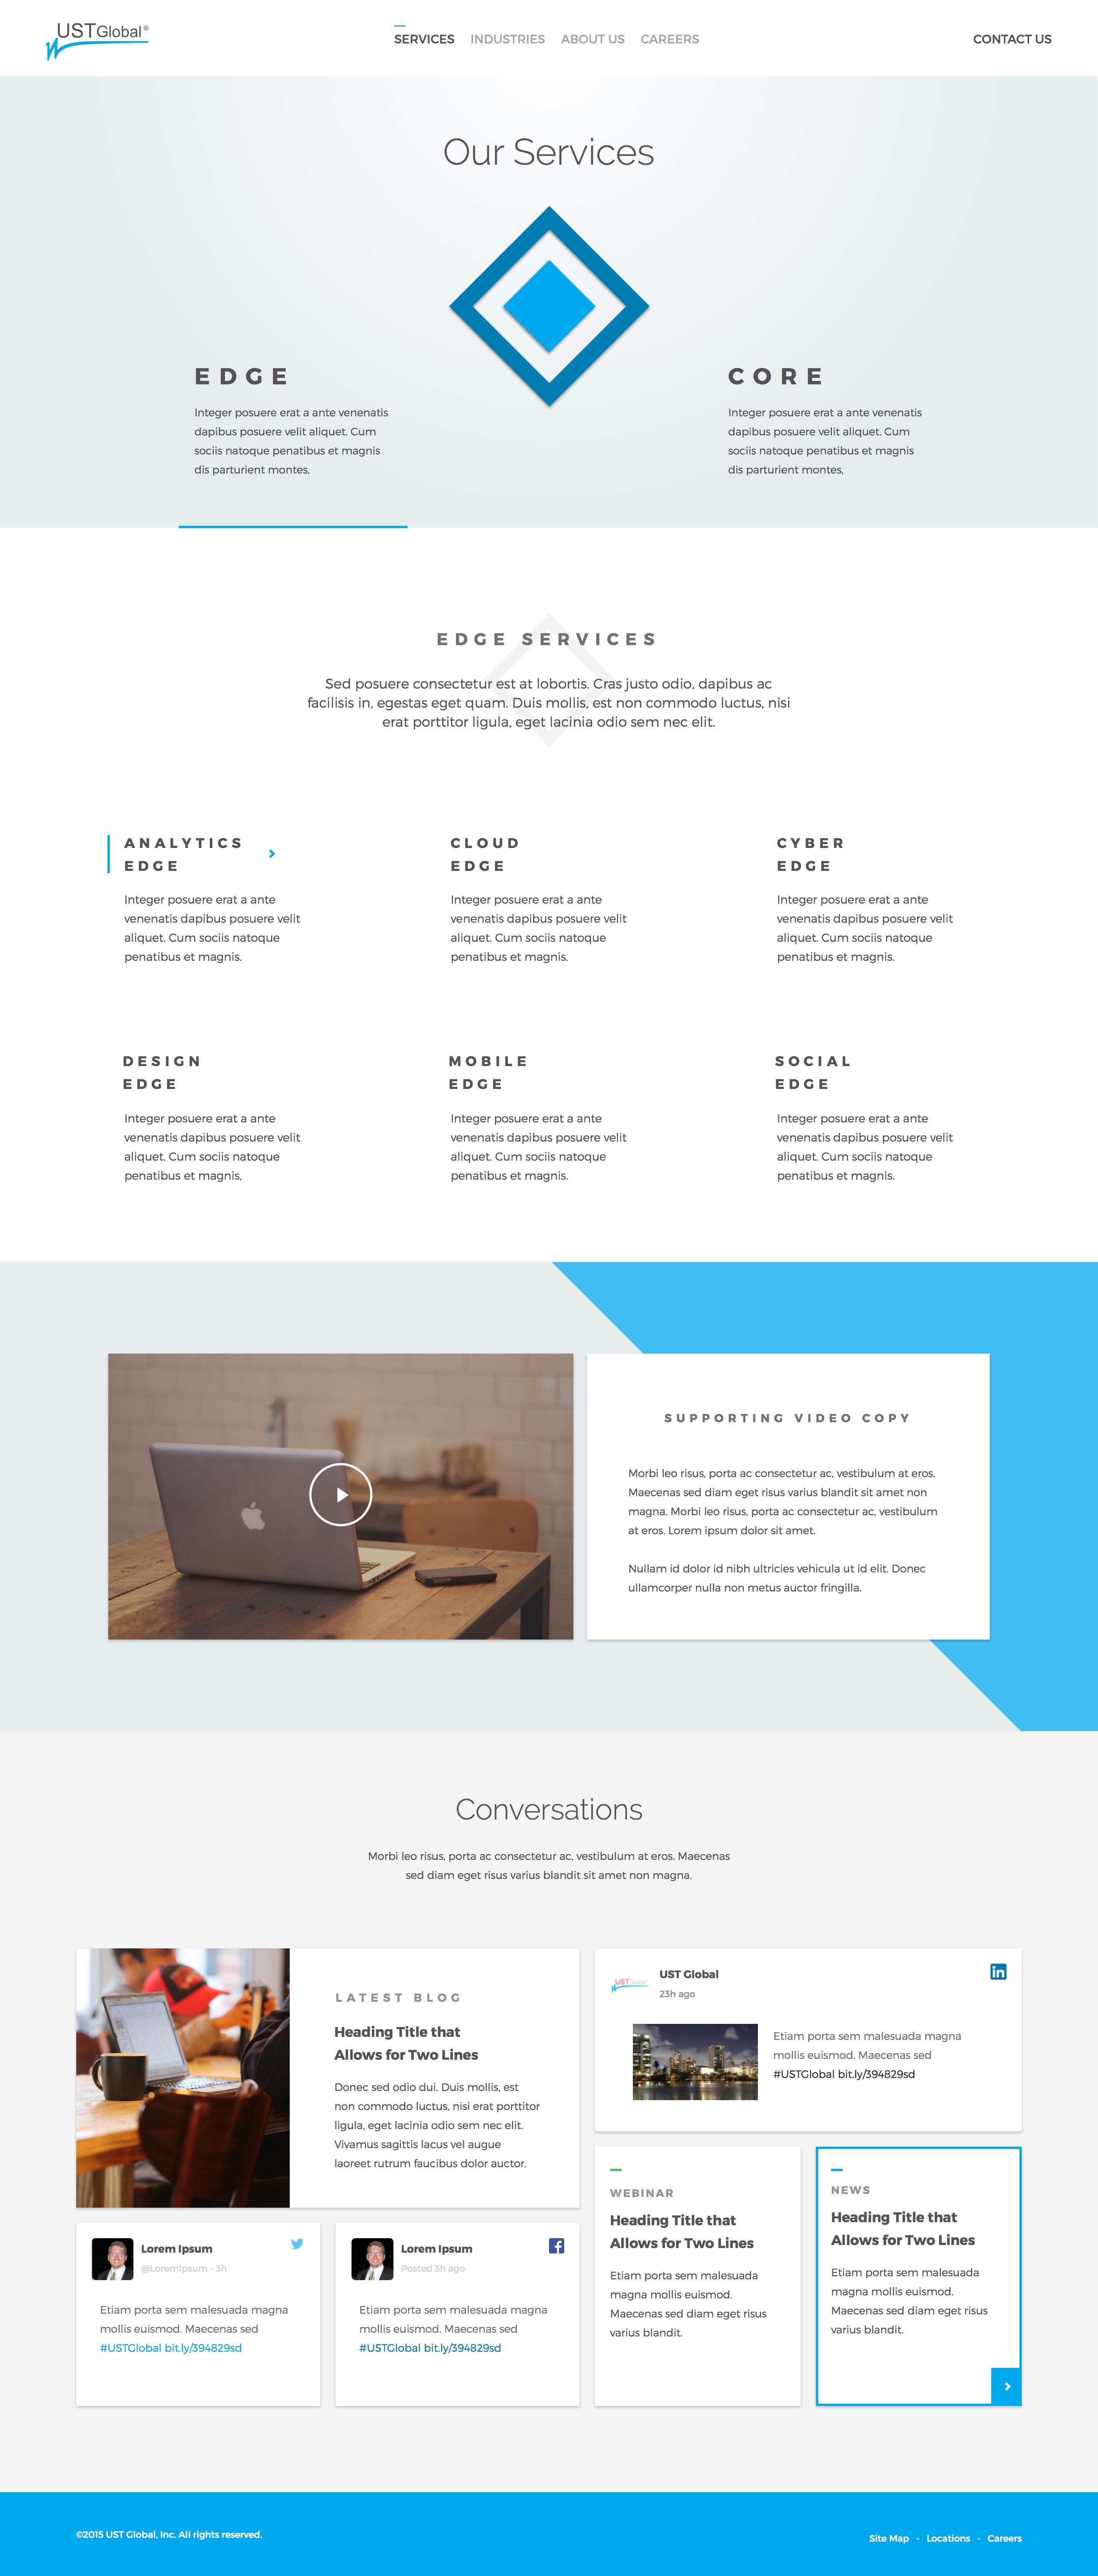 USTGlobal®
SERVICES INDUSTRIES ABOUT US CAREERS
CONTACT US
Our Services
EDGE
Integer posuere erat a ante venenatis
dapibus posuere velit aliquet. Cum
sociis natoque penatibus et magnis
dis parturient montes,
CORE
Integer posuere erat a ante venenatis
dapibus posuere velit aliquet. Cum
sociis natoque penatibus et magnis
dis parturient montes,
EDGE SERVICES
Sed posuere consectetur est at lobortis. Cras justo odio, dapibus ac
facilisis in, egestas eget quam. Duis mollis, est non commodo luctus, nisi
erat porttitor ligula, eget lacinia odio sem nec elit.
ANALYTICS
EDGE
Integer posuere erat a ante
venenatis dapibus posuere velit
aliquet. Cum sociis natoque
penatibus et magnis.
CLOUD
EDGE
Integer posuere erat a ante
venenatis dapibus posuere velit
aliquet. Cum sociis natoque
penatibus et magnis.
CYBER
EDGE
Integer posuere erat a ante
venenatis dapibus posuere velit
aliquet. Cum sociis natoque
penatibus et magnis.
DESIGN
EDGE
Integer posuere erat a ante
venenatis dapibus posuere velit
aliquet. Cum sociis natoque
penatibus et magnis,
MOBILE
EDGE
Integer posuere erat a ante
venenatis dapibus posuere velit
aliquet. Cum sociis natoque
penatibus et magnis.
SOCIAL
EDGE
Integer posuere erat a ante
venenatis dapibus posuere velit
aliquet. Cum sociis natoque
penatibus et magnis.
SUPPORTING VIDEO COPY
Morbi leo risus, porta ac consectetur ac, vestibulum at eros.
Maecenas sed diam eget risus varius blandit sit amet non
magna. Morbi leo risus, porta ac consectetur ac, vestibulum
at eros. Lorem ipsum dolor sit amet.
Nullam id dolor id nibh ultricies vehicula ut id elit. Donec
ullamcorper nulla non metus auctor fringilla.
Conversations
Morbi leo risus, porta ac consectetur ac, vestibulum at eros. Maecenas
sed diam eget risus varius blandit sit amet non magna.
LATEST BLOG
Heading Title that
Allows for Two Lines
Donec sed odio dui. Duis mollis, est
non commodo luctus, nisi erat porttitor
ligula, eget lacinia odio sem nec elit.
Vivamus sagittis lacus vel augue
laoreet rutrum faucibus dolor auctor.
USTGlobal®
UST Global
23h ago
in
Etiam porta sem malesuada magna
mollis euismod. Maecenas sed
#USTGlobal bit.ly/394829sd
Lorem Ipsum
@LoremIpsum - 3h
Etiam porta sem malesuada magna
mollis euismod. Maecenas sed
#USTGlobal bit.ly/394829sd
Lorem Ipsum
Posted 3h ago
f
Etiam porta sem malesuada magna
mollis euismod. Maecenas sed
#USTGlobal bit.ly/394829sd
WEBINAR
Heading Title that
Allows for Two Lines
Etiam porta sem malesuada
magna mollis euismod.
Maecenas sed diam eget risus
varius blandit.
NEWS
Heading Title that
Allows for Two Lines
Etiam porta sem malesuada
magna mollis euismod.
Maecenas sed diam eget risus
varius blandit.
©2015 UST Global, Inc. All rights reserved.
Site Map - Locations - Careers